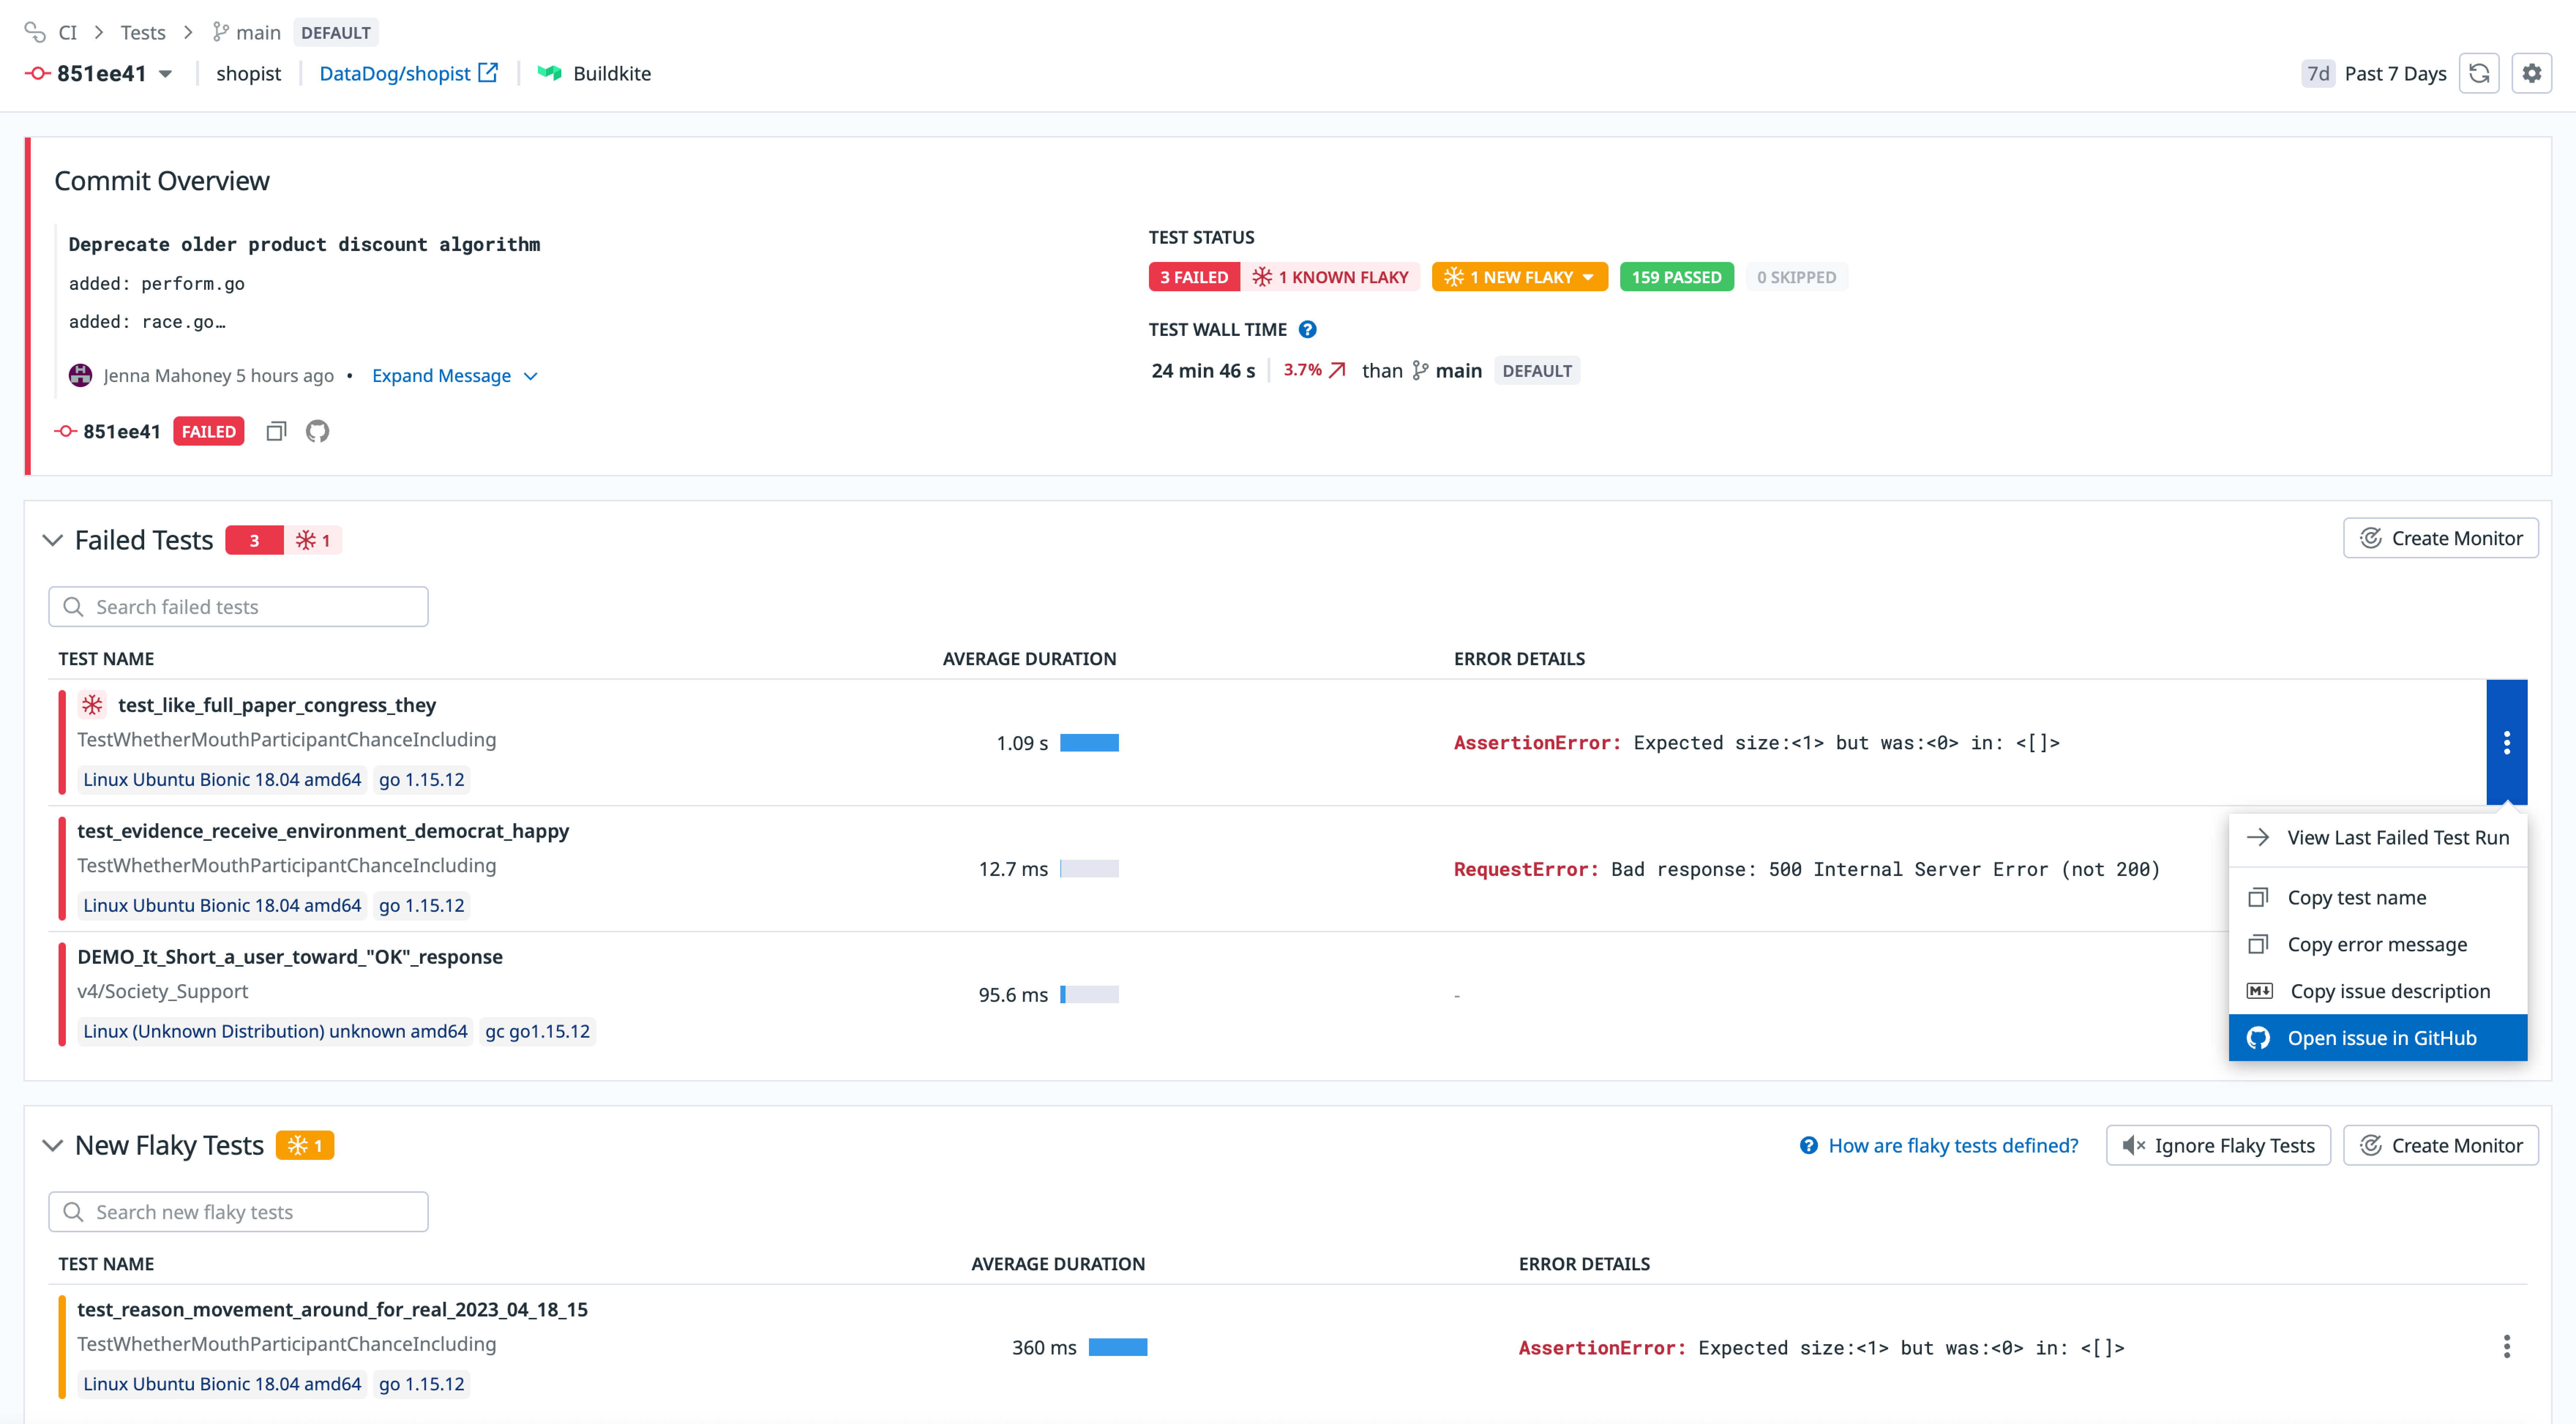 CI > Tests > main DEFAULT
851ee41 shopist DataDog/shopist Buildkite 7d Past 7 Days
Commit Overview
Deprecate older product discount algorithm
added: perform.go
added: race.go…
Jenna Mahoney 5 hours ago • Expand Message
851ee41 FAILED
TEST STATUS
3 FAILED 1 KNOWN FLAKY 1 NEW FLAKY 159 PASSED 0 SKIPPED
TEST WALL TIME ?
24 min 46 s 3.7% than main DEFAULT
Failed Tests 3 1 Create Monitor
Search failed tests
TEST NAME AVERAGE DURATION ERROR DETAILS
test_like_full_paper_congress_they
TestWhetherMouthParticipantChanceIncluding
Linux Ubuntu Bionic 18.04 amd64 go 1.15.12
1.09 s
AssertionError: Expected size:<1> but was:<0> in: <[]>
test_evidence_receive_environment_democrat_happy
TestWhetherMouthParticipantChanceIncluding
Linux Ubuntu Bionic 18.04 amd64 go 1.15.12
12.7 ms
RequestError: Bad response: 500 Internal Server Error (not 200)
DEMO_It_Short_a_user_toward_"OK"_response
v4/Society_Support
Linux (Unknown Distribution) unknown amd64 gc go1.15.12
95.6 ms
-
View Last Failed Test Run
Copy test name
Copy error message
M Copy issue description
Open issue in GitHub
New Flaky Tests 1 ? How are flaky tests defined? Ignore Flaky Tests Create Monitor
Search new flaky tests
TEST NAME AVERAGE DURATION ERROR DETAILS
test_reason_movement_around_for_real_2023_04_18_15
TestWhetherMouthParticipantChanceIncluding
Linux Ubuntu Bionic 18.04 amd64 go 1.15.12
360 ms
AssertionError: Expected size:<1> but was:<0> in: <[]>